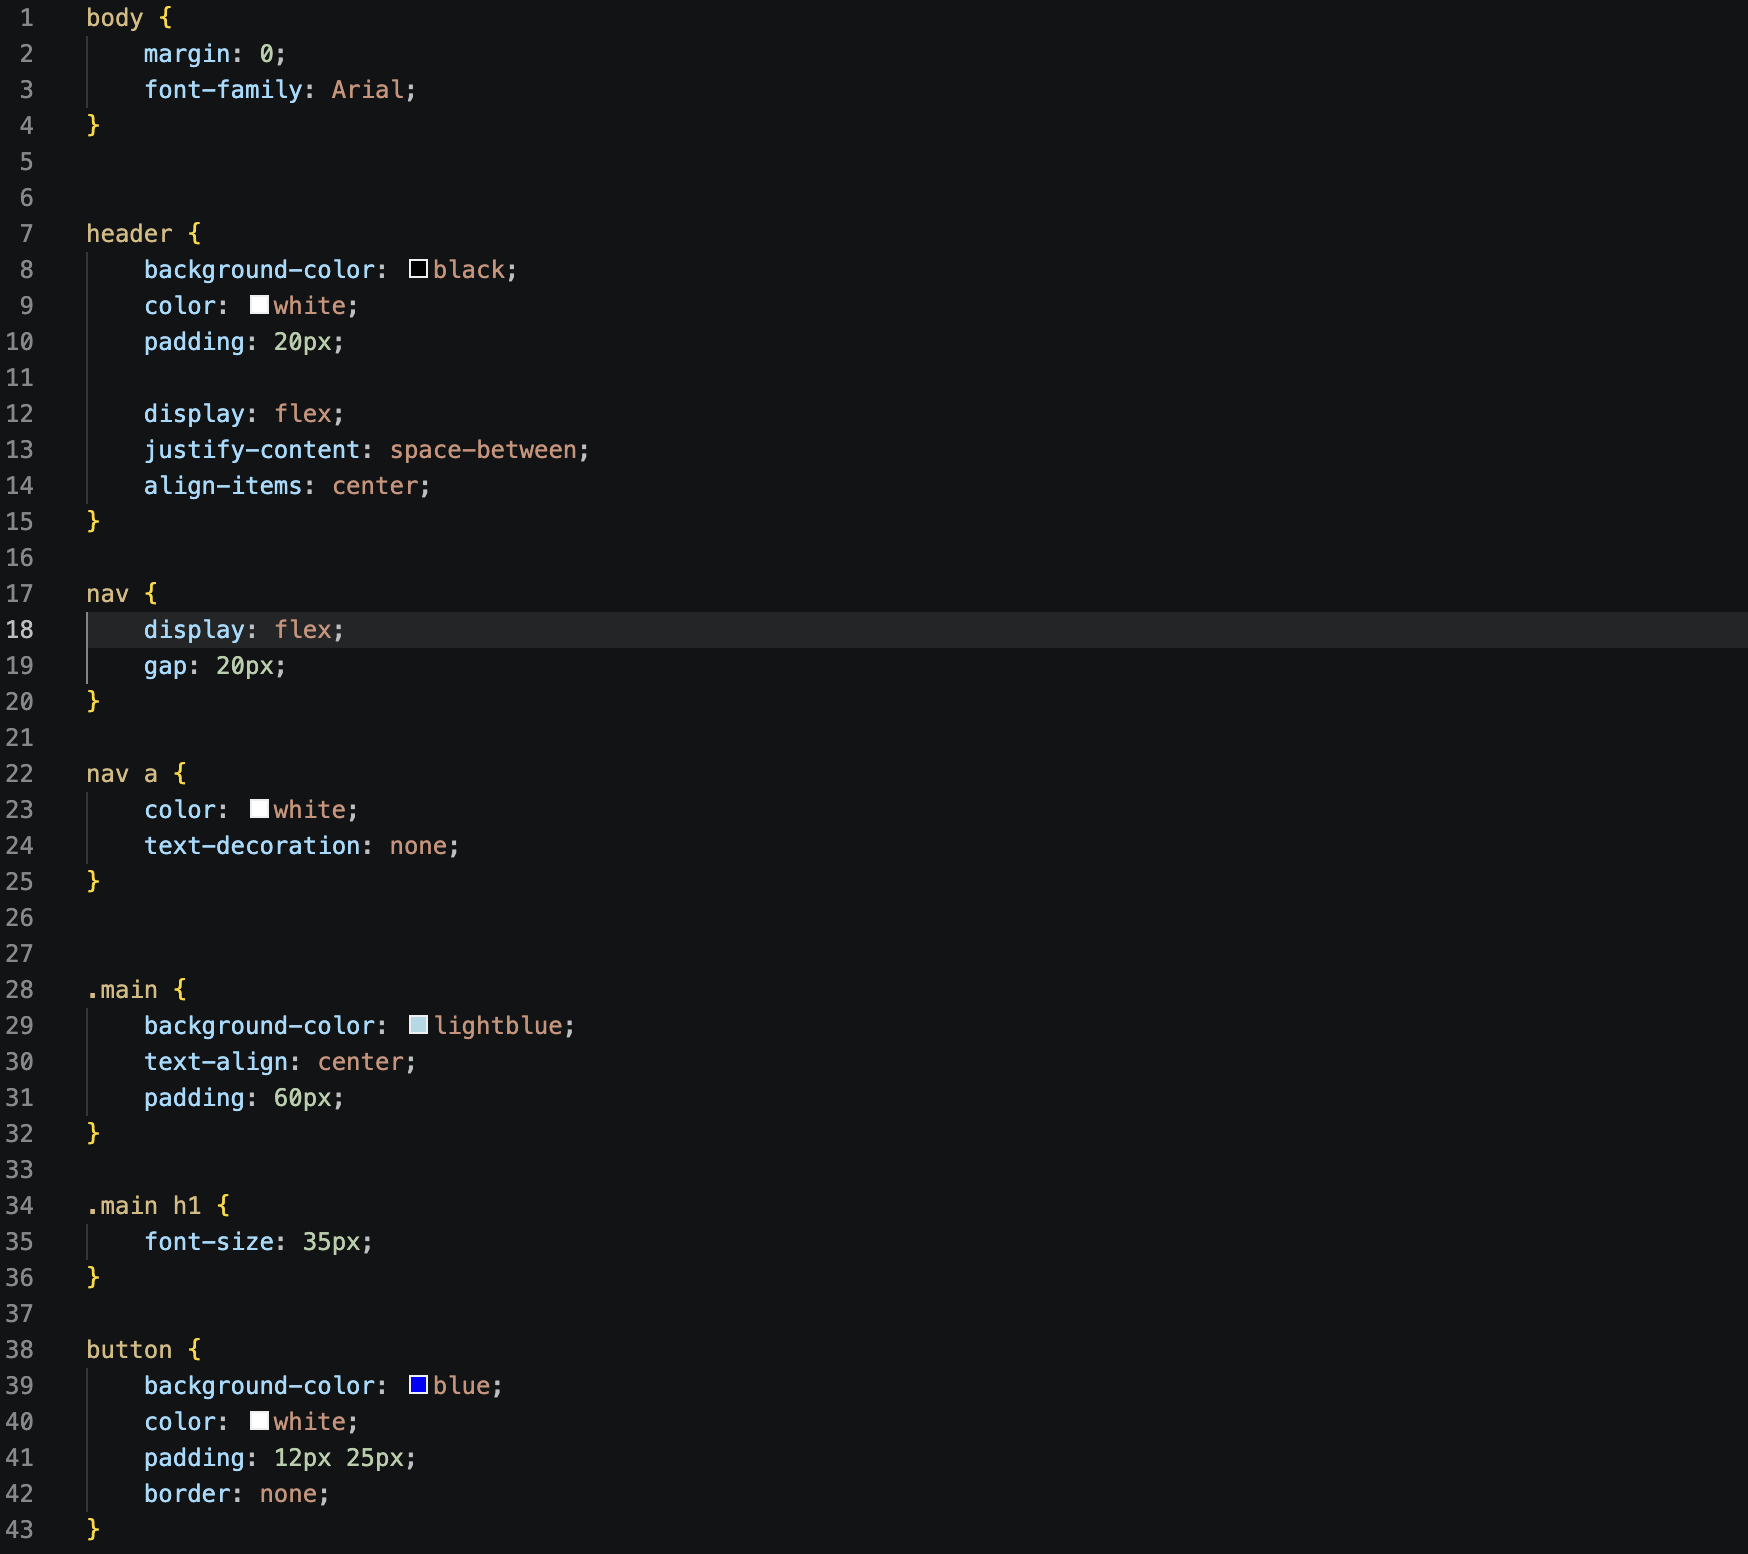 1 body {
2     margin: 0;
3     font-family: Arial;
4 }
5
6
7 header {
8     background-color: black;
9     color: white;
10     padding: 20px;
11
12     display: flex;
13     justify-content: space-between;
14     align-items: center;
15 }
16
17 nav {
18     display: flex;
19     gap: 20px;
20 }
21
22 nav a {
23     color: white;
24     text-decoration: none;
25 }
26
27
28 .main {
29     background-color: lightblue;
30     text-align: center;
31     padding: 60px;
32 }
33
34 .main h1 {
35     font-size: 35px;
36 }
37
38 button {
39     background-color: blue;
40     color: white;
41     padding: 12px 25px;
42     border: none;
43 }